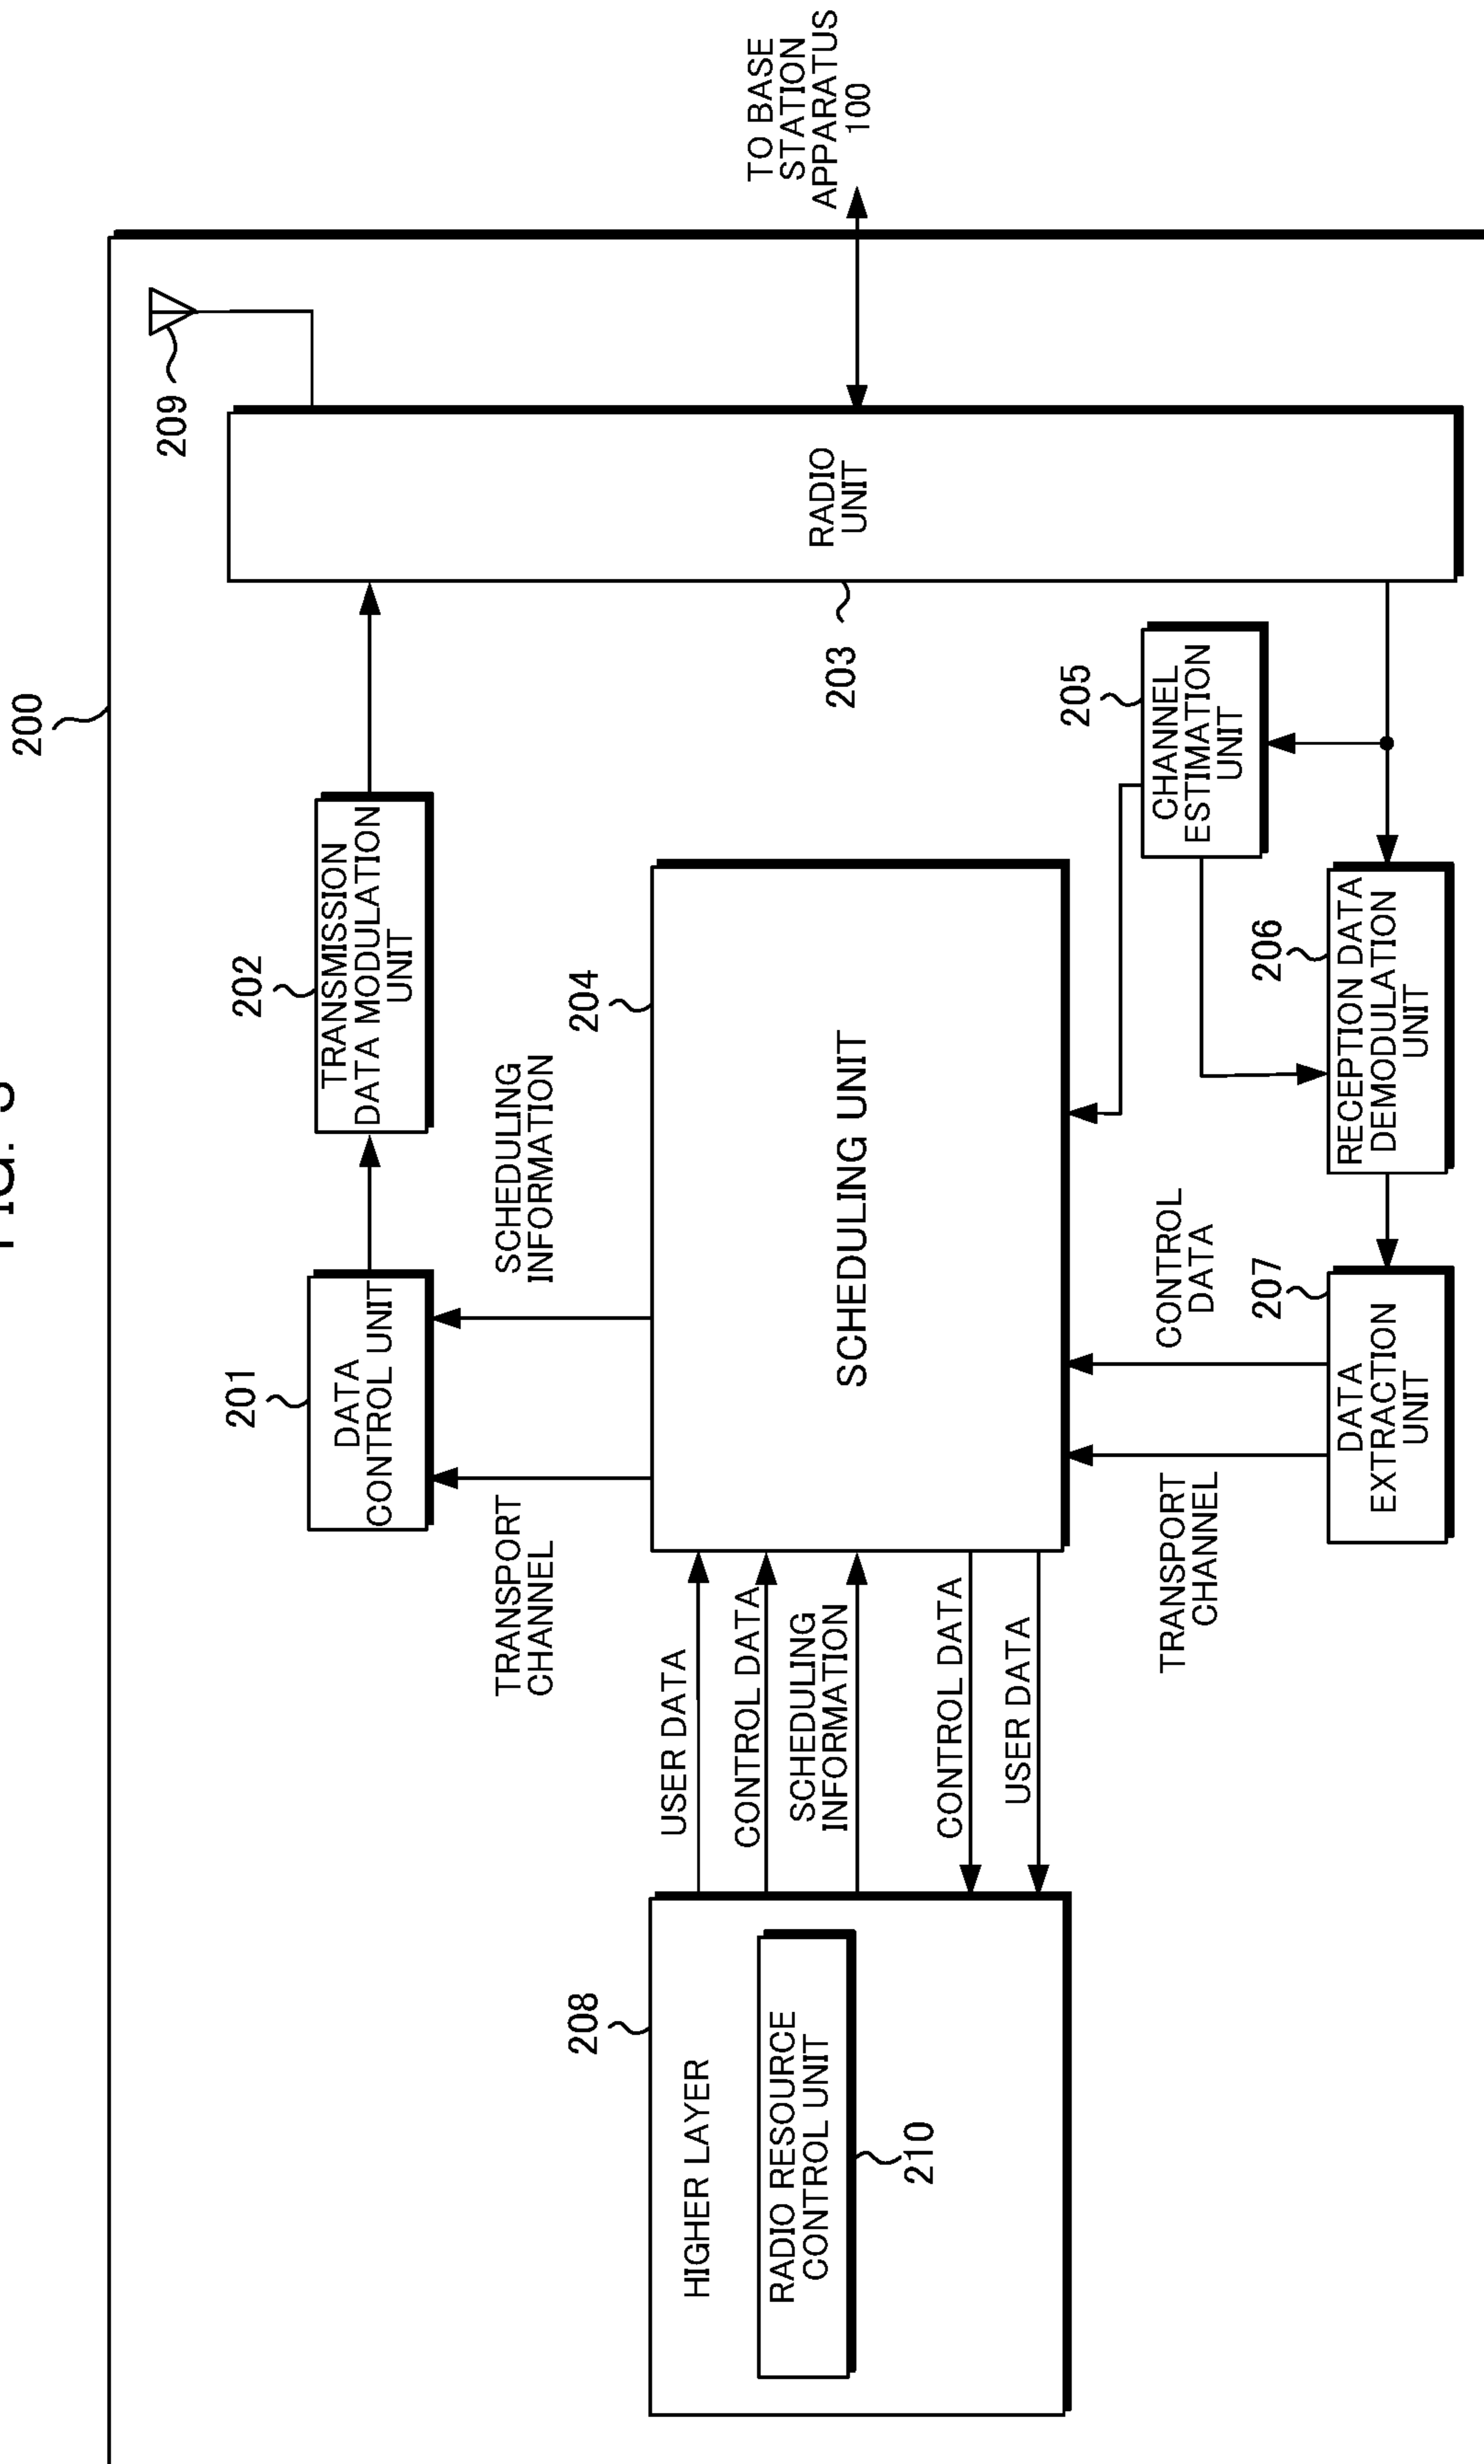 FIG. 3
200
209
TO BASE
STATION
APPARATUS
100
201
DATA
CONTROL UNIT
202
TRANSMISSION
DATA MODULATION
UNIT
RADIO
UNIT
203
TRANSPORT
CHANNEL
SCHEDULING
INFORMATION
204
SCHEDULING UNIT
208
HIGHER LAYER
RADIO RESOURCE
CONTROL UNIT
210
USER DATA
CONTROL DATA
SCHEDULING
INFORMATION
CONTROL DATA
USER DATA
205
CHANNEL
ESTIMATION
UNIT
TRANSPORT
CHANNEL
CONTROL
DATA
207
DATA
EXTRACTION
UNIT
206
RECEPTION DATA
DEMODULATION
UNIT